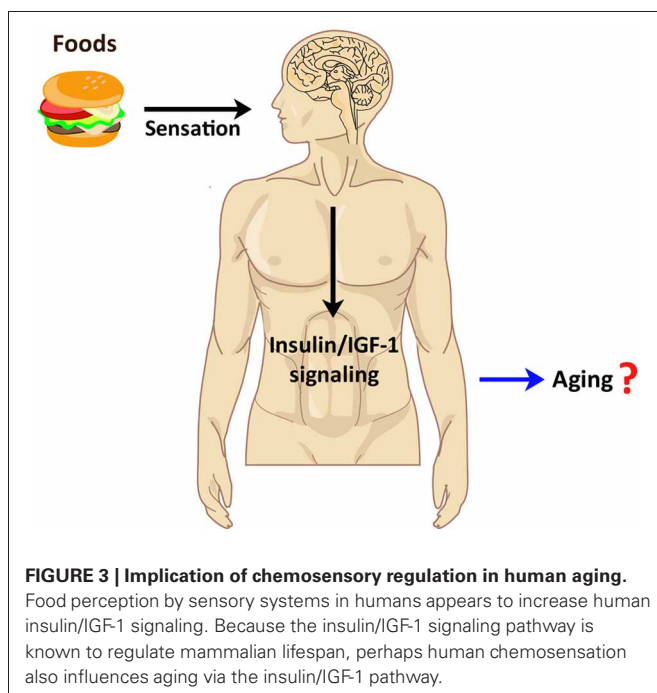 Foods
Sensation
Insulin/IGF-1
signaling
Aging ?
FIGURE 3 | Implication of chemosensory regulation in human aging.
Food perception by sensory systems in humans appears to increase human
insulin/IGF-1 signaling. Because the insulin/IGF-1 signaling pathway is
known to regulate mammalian lifespan, perhaps human chemosensation
also influences aging via the insulin/IGF-1 pathway.